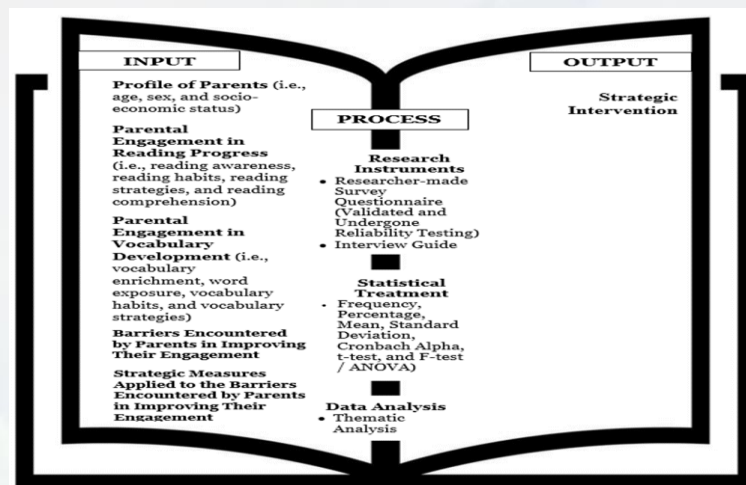 INPUT
Profile of Parents (i.e.,
age, sex, and socio-
economic status)
Parental
Engagement in
Reading Progress
(i.e., reading awareness,
reading habits, reading
strategies, and reading
comprehension)
Parental
Engagement in
Vocabulary
Development (i.e.,
vocabulary
enrichment, word
exposure, vocabulary
habits, and vocabulary
strategies)
Barriers Encountered
by Parents in Improving
Their Engagement
Strategic Measures
Applied to the Barriers
Encountered by Parents
in Improving Their
Engagement
PROCESS
Research
Instruments
• Researcher-made
Survey
Questionnaire
(Validated and
Undergone
Reliability Testing)
• Interview Guide
Statistical
Treatment
• Frequency,
Percentage,
Mean, Standard
Deviation,
Cronbach Alpha,
t-test, and F-test
/ ANOVA)
Data Analysis
• Thematic
Analysis
OUTPUT
Strategic
Intervention